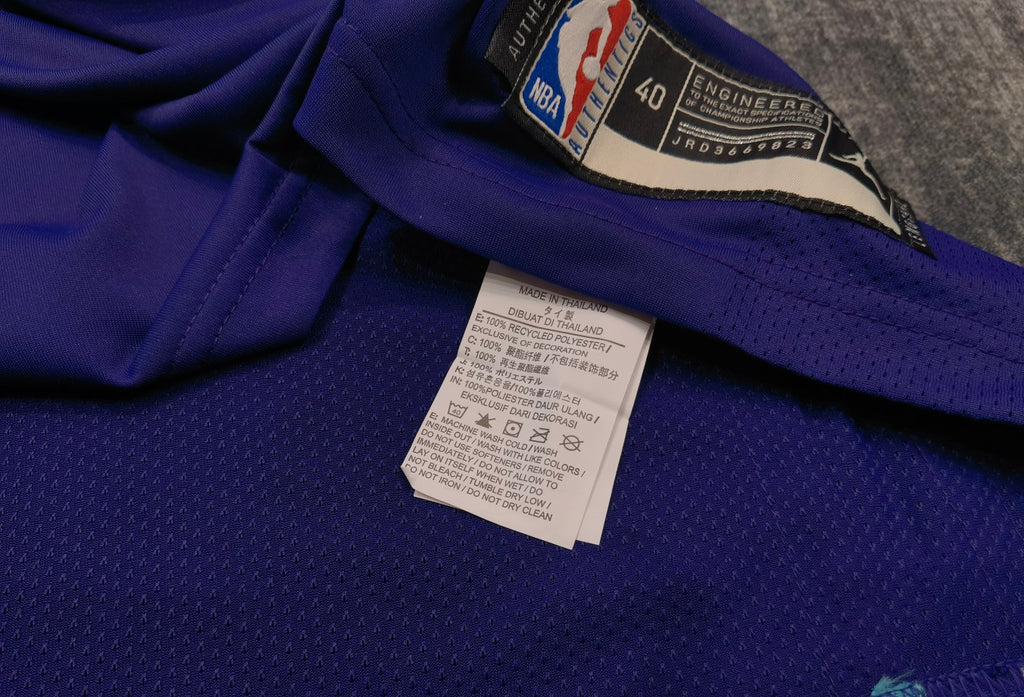 AUTHE
NBA
AUTHENTICS
40
ENGINEERED
TO THE EXACT SPECIFICATIONS
OF CHAMPIONSHIP ATHLETES
JRD3669823
MADE IN THAILAND
タイ製
DIBUAT DI THAILAND
E: 100% RECYCLED POLYESTER /
EXCLUSIVE OF DECORATION
C: 100% 聚酯纤维 / 不包括装饰部分
T: 100% 再生聚酯纖維
100% ポリエステル
IN: 100%POLIESTER DAUR ULANG /
EKSKLUSIF DARI DEKORASI
40
E: MACHINE WASH COLD / WASH
INSIDE OUT / WASH WITH LIKE COLORS /
DO NOT USE SOFTENERS / REMOVE
IMMEDIATELY / DO NOT ALLOW TO
LAY ON ITSELF WHEN WET / DO
NOT BLEACH / TUMBLE DRY LOW /
DO NOT IRON / DO NOT DRY CLEAN